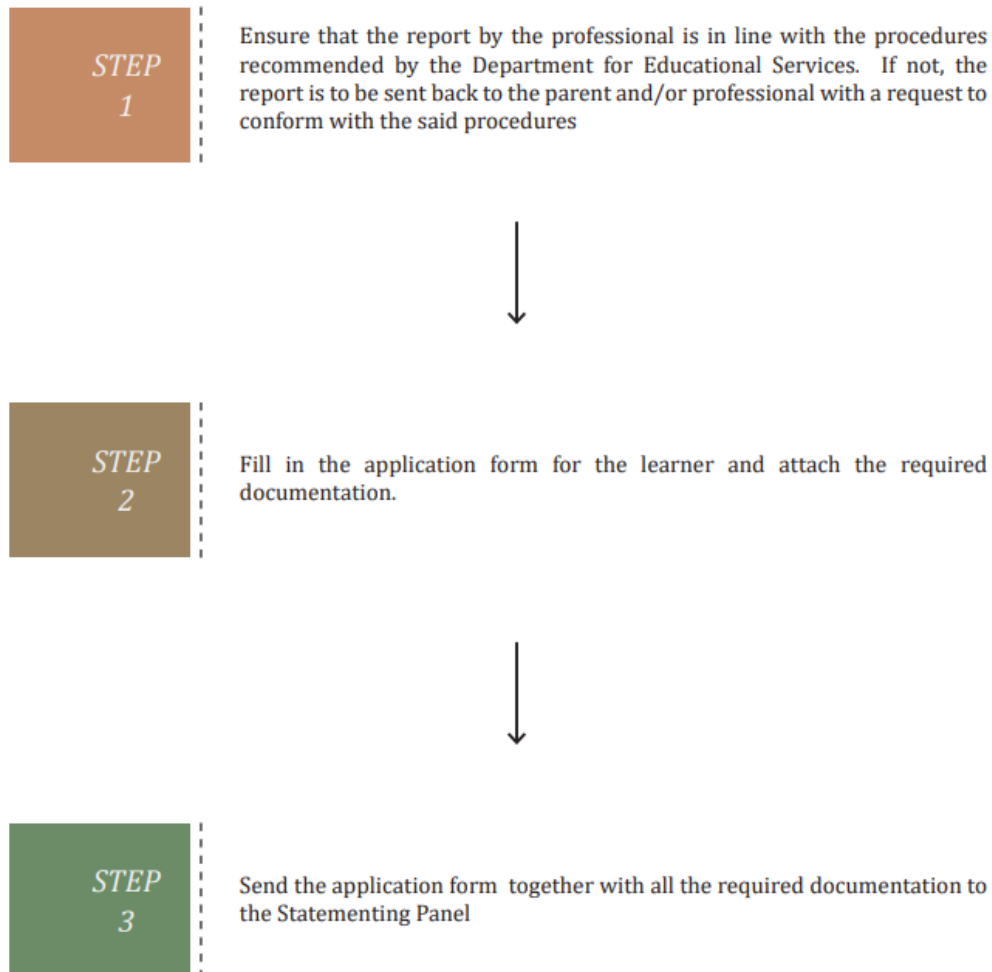 STEP
1
Ensure that the report by the professional is in line with the procedures
recommended by the Department for Educational Services. If not, the
report is to be sent back to the parent and/or professional with a request to
conform with the said procedures
STEP
2
Fill in the application form for the learner and attach the required
documentation.
STEP
3
Send the application form together with all the required documentation to
the Statementing Panel